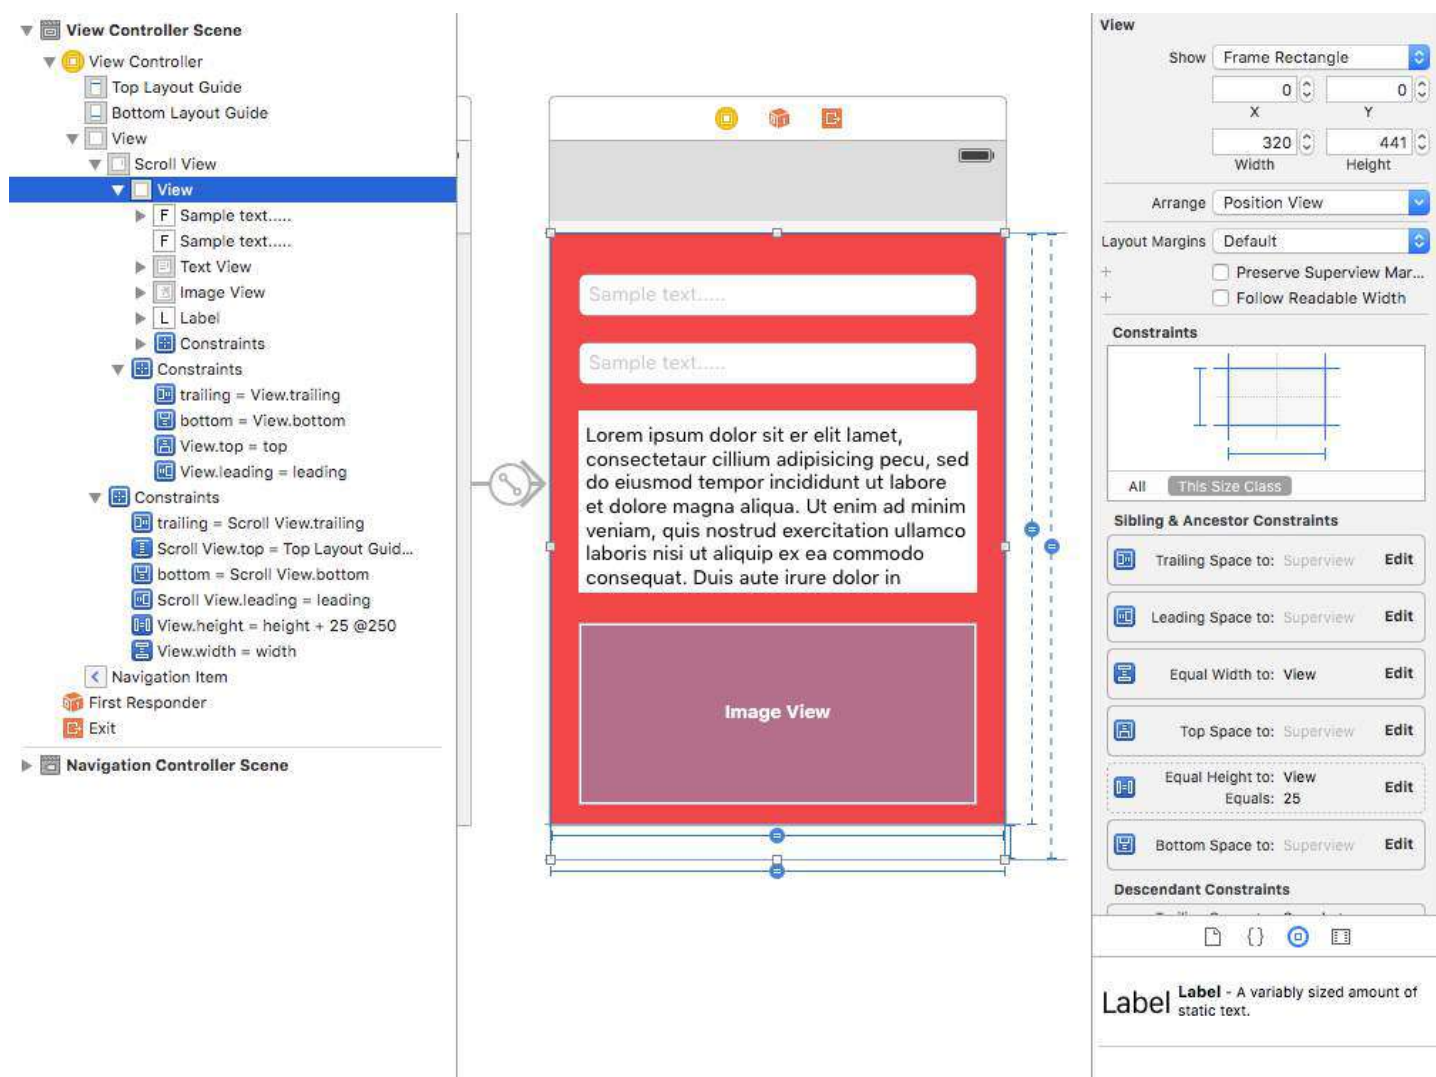 View Controller Scene
View Controller
Top Layout Guide
Bottom Layout Guide
View
Scroll View
View
F Sample text.....
F Sample text.....
Text View
Image View
L Label
Constraints
Constraints
trailing = View.trailing
bottom = View.bottom
View.top = top
View.leading = leading
Constraints
trailing = Scroll View.trailing
Scroll View.top = Top Layout Guid...
bottom = Scroll View.bottom
Scroll View.leading = leading
View.height = height + 25 @250
View.width = width
Navigation Item
First Responder
Exit
Navigation Controller Scene
Sample text.....
Sample text.....
Lorem ipsum dolor sit er elit lamet,
consectetaur cillium adipisicing pecu, sed
do eiusmod tempor incididunt ut labore
et dolore magna aliqua. Ut enim ad minim
veniam, quis nostrud exercitation ullamco
laboris nisi ut aliquip ex ea commodo
consequat. Duis aute irure dolor in
Image View
View
Show Frame Rectangle
0 0
X Y
320 441
Width Height
Arrange Position View
Layout Margins Default
Preserve Superview Mar...
Follow Readable Width
Constraints
All This Size Class
Sibling & Ancestor Constraints
Trailing Space to: Superview Edit
Leading Space to: Superview Edit
Equal Width to: View Edit
Top Space to: Superview Edit
Equal Height to: View
Equals: 25 Edit
Bottom Space to: Superview Edit
Descendant Constraints
{}
Label Label - A variably sized amount of
static text.